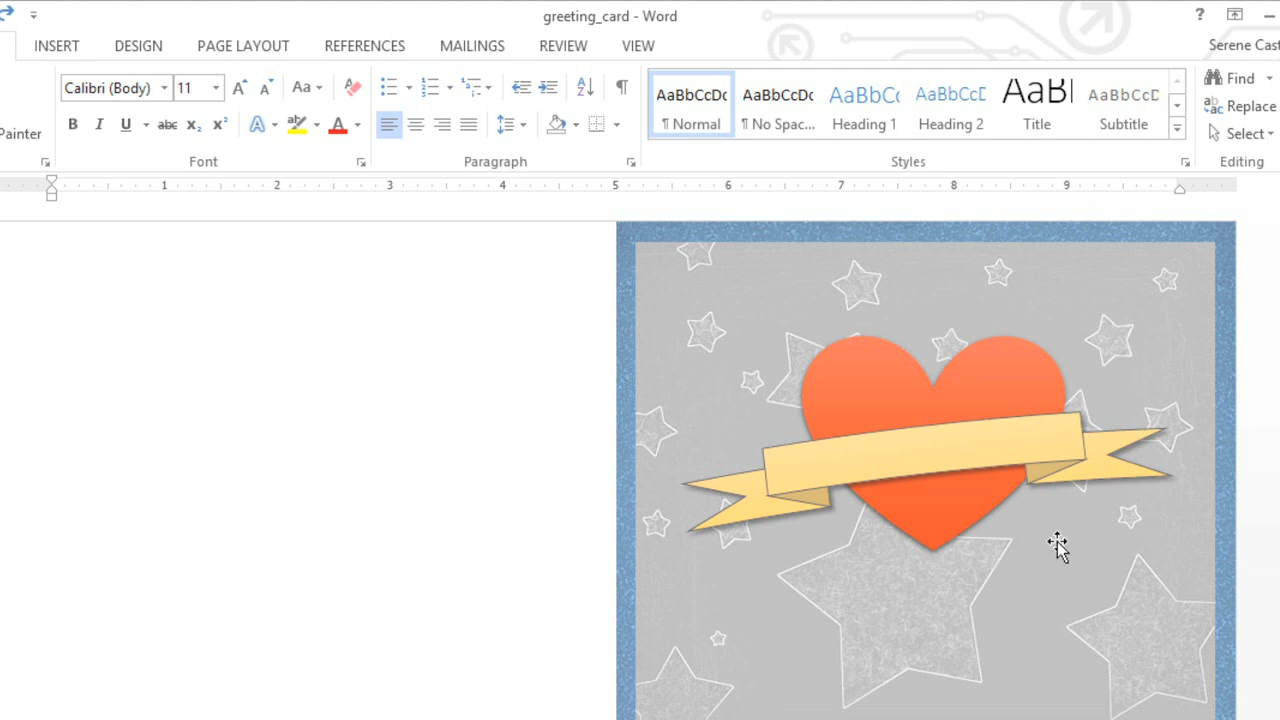 greeting_card - Word
?
INSERT DESIGN PAGE LAYOUT REFERENCES MAILINGS REVIEW VIEW
Serene Cast
Calibri (Body) 11 A A Aa
AaBbCcDc AaBbCcDc AaBbCc AaBbCcD AaBb AaBbCcD
Find
Replace
Select
Painter
B I U abc x₂ x² A ab A
¶ Normal ¶ No Spac... Heading 1 Heading 2 Title Subtitle
Font Paragraph Styles Editing
1 2 3 4 5 6 7 8 9